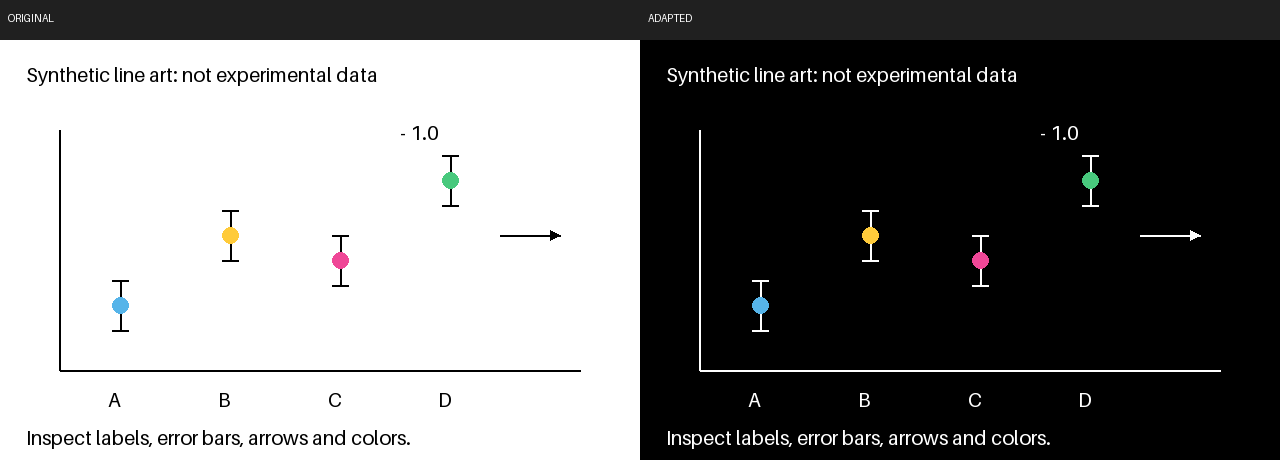 ORIGINAL
Synthetic line art: not experimental data
- 1.0
A B C D
Inspect labels, error bars, arrows and colors.
ADAPTED
Synthetic line art: not experimental data
- 1.0
A B C D
Inspect labels, error bars, arrows and colors.